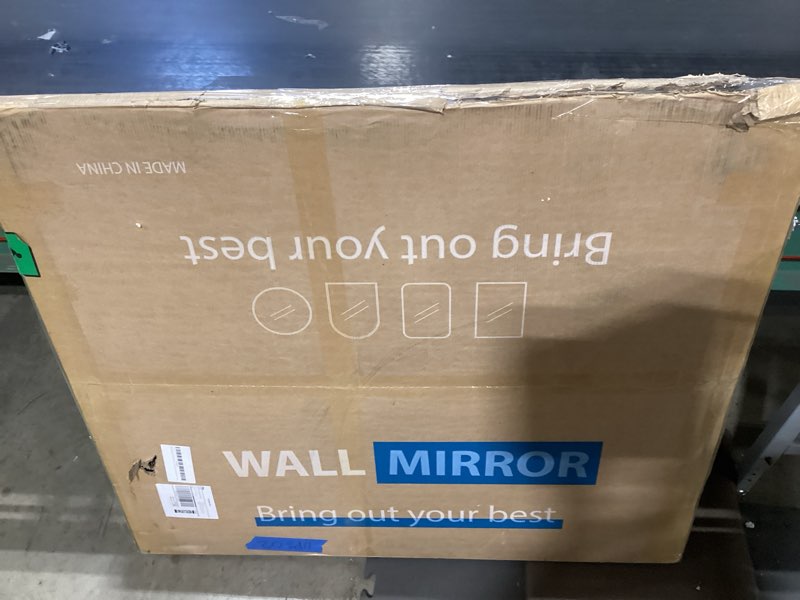 MADE IN CHINA
Bring out your best
WALL MIRROR
Bring out your best